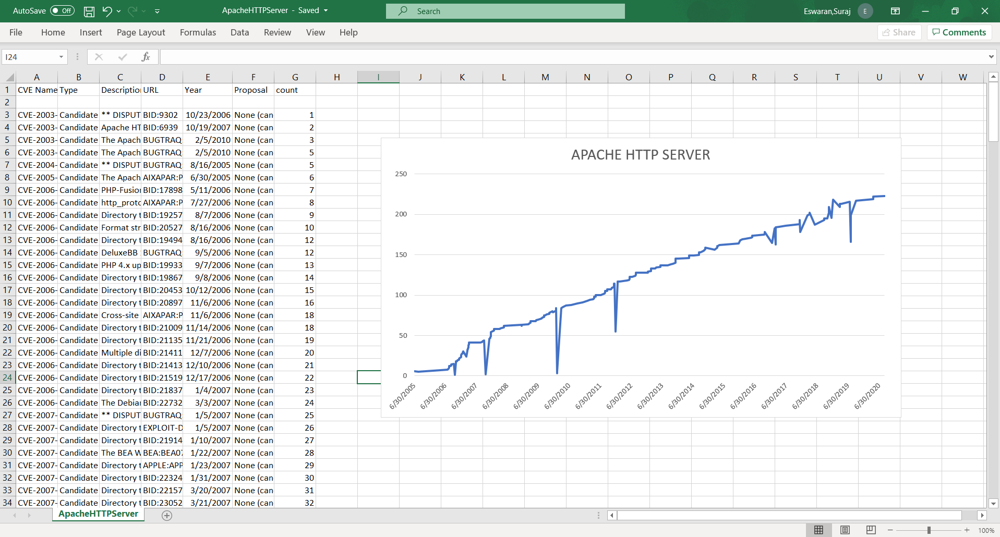 AutoSave Off ApacheHTTPServer - Saved Search Eswaran,Suraj E
File Home Insert Page Layout Formulas Data Review View Help Share Comments
I24 fx
A B C D E F G H I J K L M N O P Q R S T U V W
1 CVE Name Type Description URL Year Proposal count
2
3 CVE-2003- Candidate ** DISPUT BID:9302 10/23/2006 None (can 1
4 CVE-2003- Candidate Apache HT BID:6939 10/19/2007 None (can 2
5 CVE-2003- Candidate The Apach BUGTRAQ 2/5/2010 None (can 3
6 CVE-2003- Candidate The Apach BUGTRAQ 2/5/2010 None (can 5
7 CVE-2004- Candidate ** DISPUT BUGTRAQ 8/16/2005 None (can 5
8 CVE-2005- Candidate The Apach AIXAPAR:P 6/30/2005 None (can 6
9 CVE-2006- Candidate PHP-Fusion BID:17898 5/11/2006 None (can 7
10 CVE-2006- Candidate http_proto AIXAPAR:P 7/27/2006 None (can 8
11 CVE-2006- Candidate Directory t BID:19257 8/7/2006 None (can 9
12 CVE-2006- Candidate Format str BID:20527 8/16/2006 None (can 10
13 CVE-2006- Candidate Directory t BID:19494 8/16/2006 None (can 12
14 CVE-2006- Candidate DeluxeBB BUGTRAQ 9/5/2006 None (can 12
15 CVE-2006- Candidate PHP 4.x up BID:19933 9/7/2006 None (can 13
16 CVE-2006- Candidate Directory t BID:19867 9/8/2006 None (can 14
17 CVE-2006- Candidate Directory t BID:20453 10/12/2006 None (can 15
18 CVE-2006- Candidate Directory t BID:20897 11/6/2006 None (can 16
19 CVE-2006- Candidate Cross-site AIXAPAR:P 11/6/2006 None (can 18
20 CVE-2006- Candidate Directory t BID:21009 11/14/2006 None (can 18
21 CVE-2006- Candidate Directory t BID:21135 11/21/2006 None (can 19
22 CVE-2006- Candidate Multiple di BID:21411 12/7/2006 None (can 20
23 CVE-2006- Candidate Directory t BID:21413 12/10/2006 None (can 21
24 CVE-2006- Candidate Directory t BID:21519 12/17/2006 None (can 22
25 CVE-2006- Candidate Directory t BID:21837 1/4/2007 None (can 23
26 CVE-2006- Candidate The Debian BID:22732 3/3/2007 None (can 24
27 CVE-2007- Candidate ** DISPUT BUGTRAQ 1/5/2007 None (can 25
28 CVE-2007- Candidate Directory t EXPLOIT-D 1/5/2007 None (can 26
29 CVE-2007- Candidate Directory t BID:21914 1/10/2007 None (can 27
30 CVE-2007- Candidate The BEA W BEA:BEA07 1/22/2007 None (can 28
31 CVE-2007- Candidate Directory t APPLE:APP 1/23/2007 None (can 29
32 CVE-2007- Candidate Directory t BID:22324 1/31/2007 None (can 30
33 CVE-2007- Candidate Directory t BID:22157 3/20/2007 None (can 31
34 CVE-2007- Candidate Directory t BID:23052 3/21/2007 None (can 32
APACHE HTTP SERVER
250
200
150
100
50
0
6/30/2005 6/30/2006 6/30/2007 6/30/2008 6/30/2009 6/30/2010 6/30/2011 6/30/2012 6/30/2013 6/30/2014 6/30/2015 6/30/2016 6/30/2017 6/30/2018 6/30/2019 6/30/2020
ApacheHTTPServer
100%